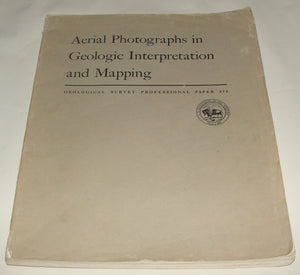 Aerial Photographs in
Geologic Interpretation
and Mapping
GEOLOGICAL SURVEY PROFESSIONAL PAPER 373